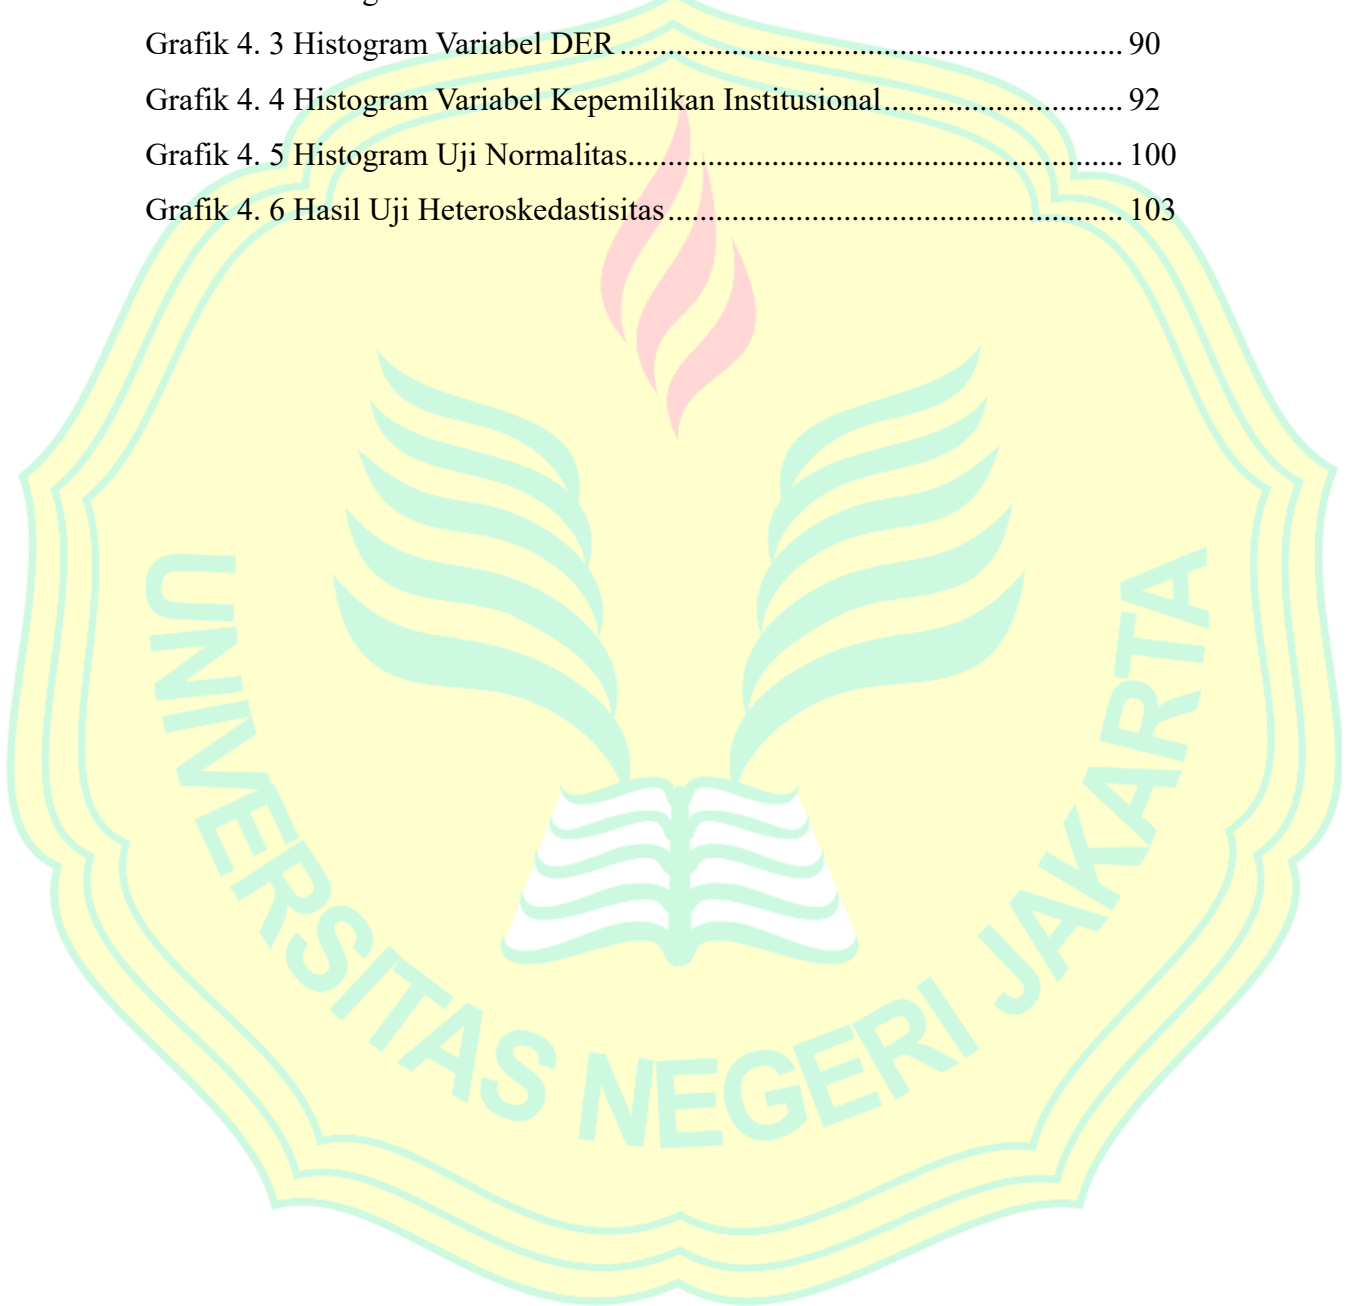 Grafik 4. 3 Histogram Variabel DER ............................................................... 90
Grafik 4. 4 Histogram Variabel Kepemilikan Institusional.............................. 92
Grafik 4. 5 Histogram Uji Normalitas.............................................................. 100
Grafik 4. 6 Hasil Uji Heteroskedastisitas......................................................... 103
UNIVERSITAS NEGERI JAKARTA